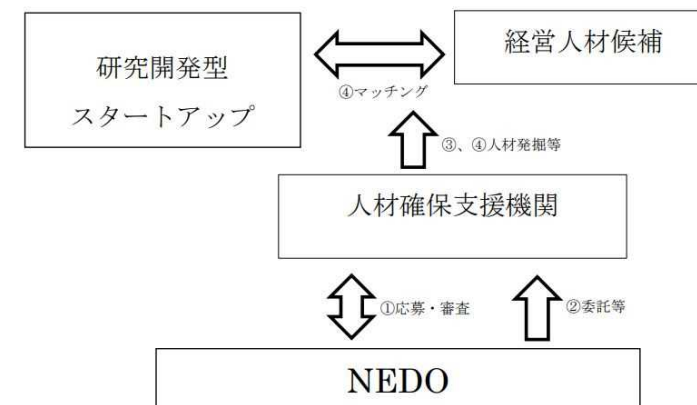 研究開発型
スタートアップ
経営人材候補
④マッチング
③、④人材発掘等
人材確保支援機関
①応募・審査
②委託等
NEDO